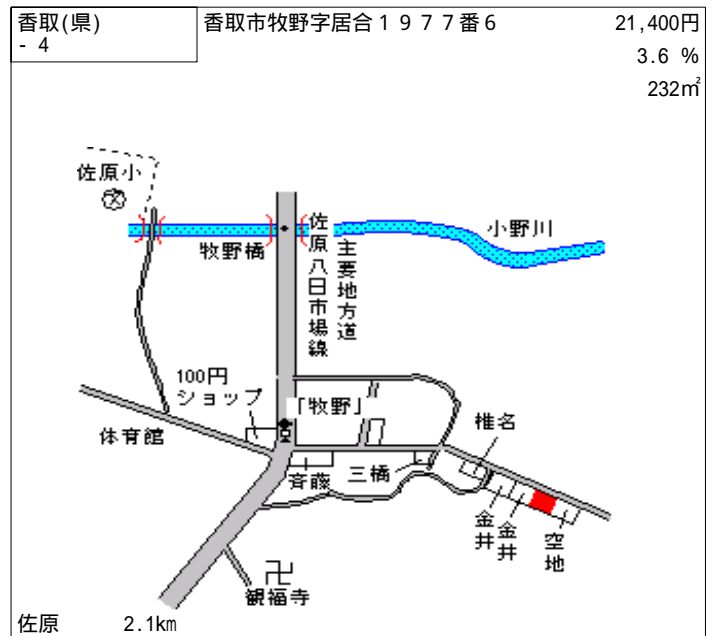 香取(県)
- 4
香取市牧野字居合１９７７番６
21,400円
3.6 %
232㎡
佐原小
文
牧野橋
佐原八日市場線
主要地方道
小野川
100円
ショップ
「牧野」
体育館
斉藤
三橋
椎名
金井
金井
空地
卍
観福寺
佐原 2.1km